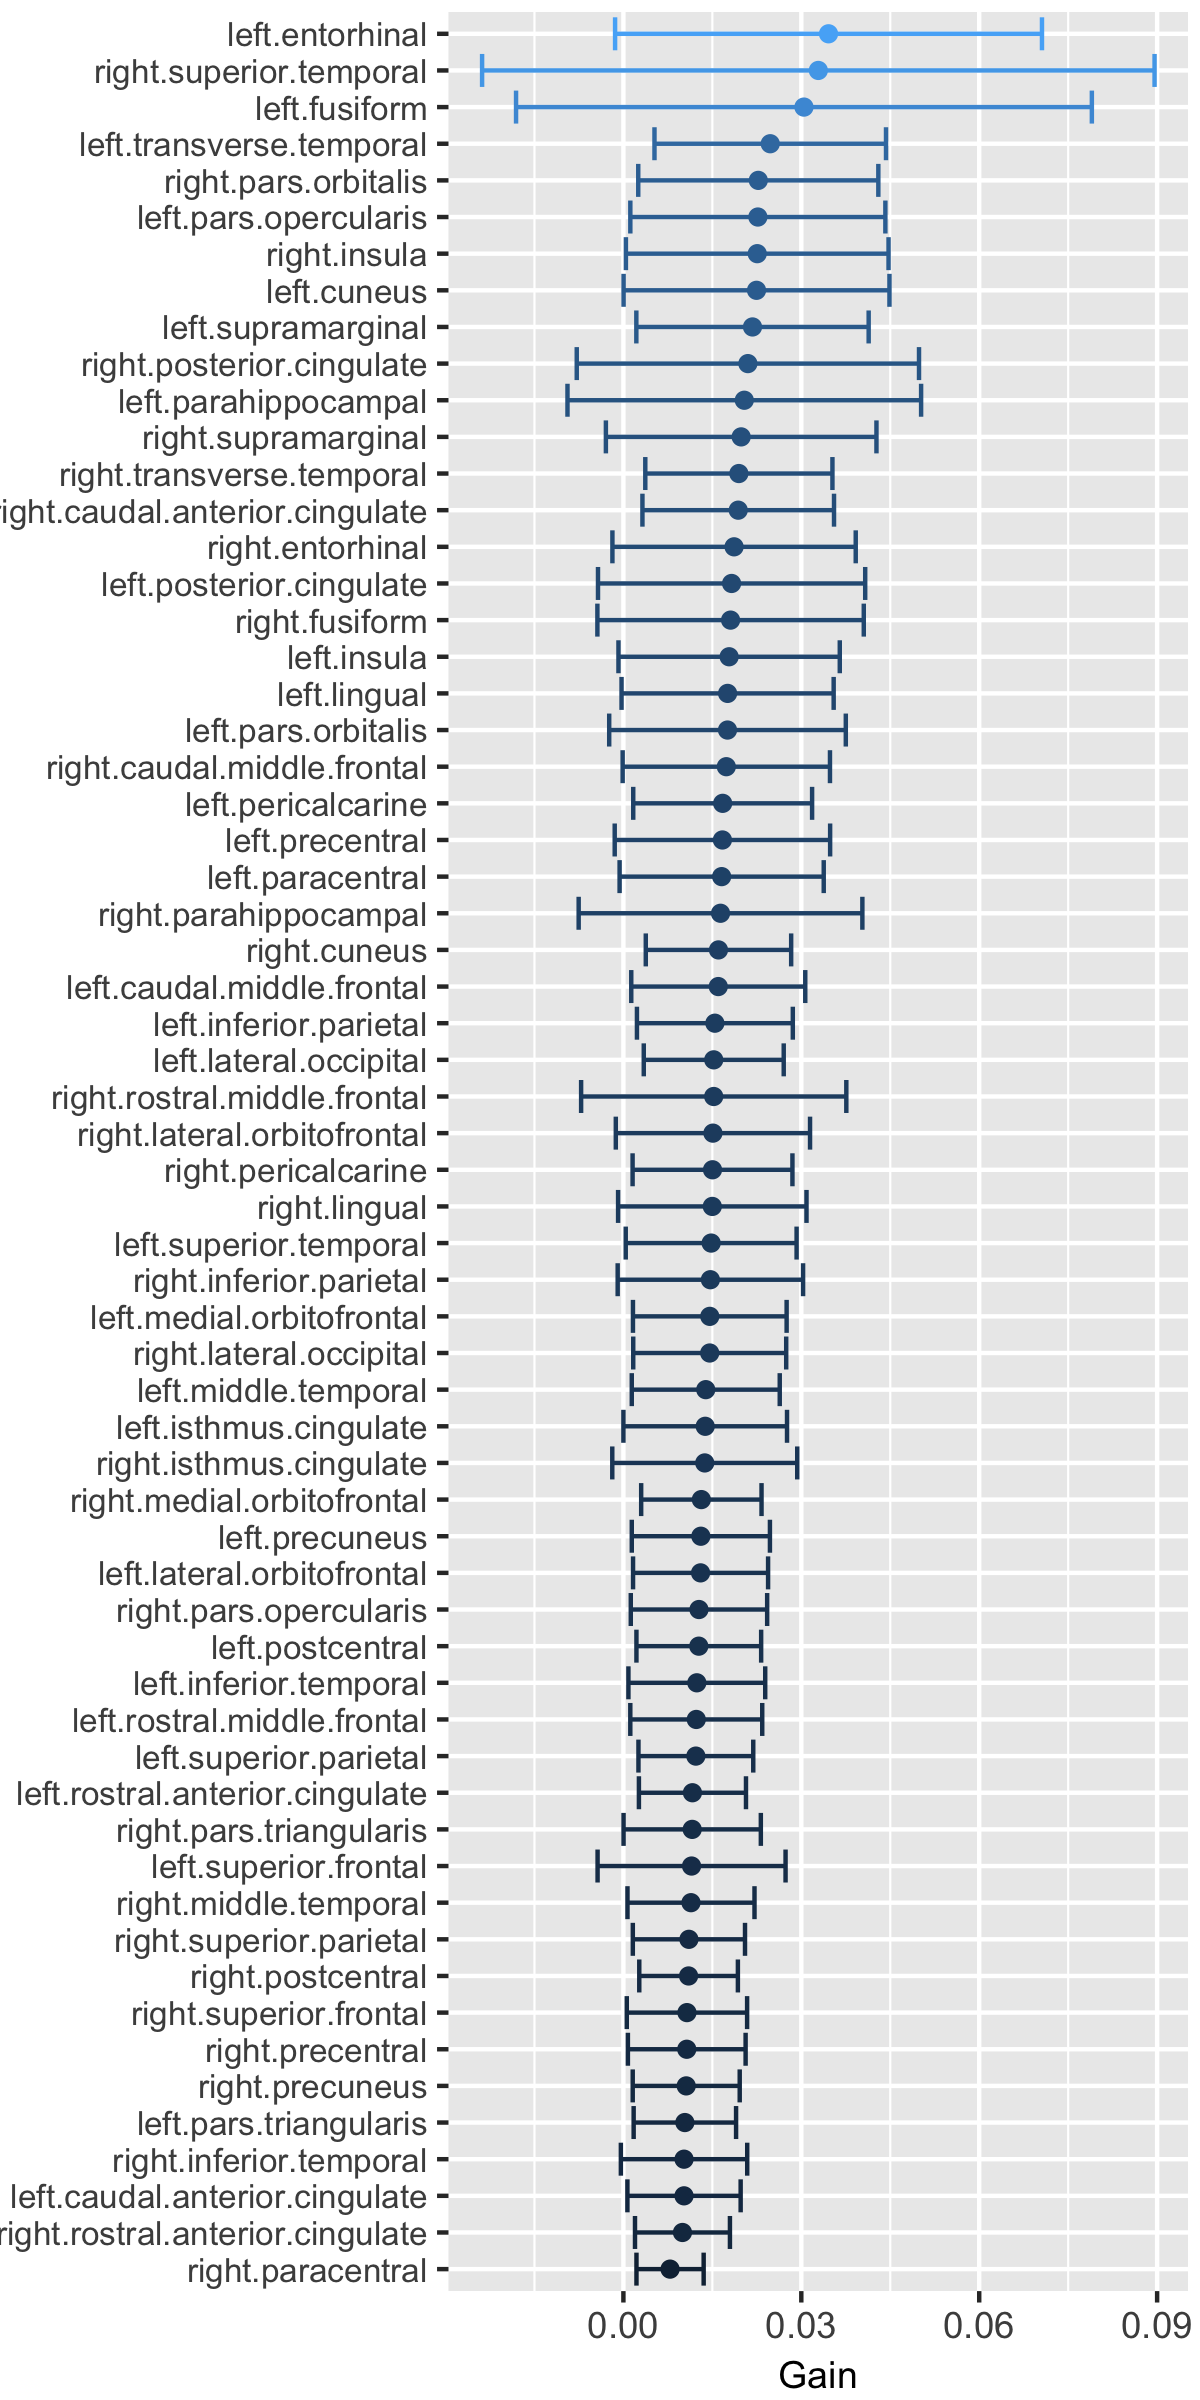 left.entorhinal
right.superior.temporal
left.fusiform
left.transverse.temporal
right.pars.orbitalis
left.pars.opercularis
right.insula
left.cuneus
left.supramarginal
right.posterior.cingulate
left.parahippocampal
right.supramarginal
right.transverse.temporal
right.caudal.anterior.cingulate
right.entorhinal
left.posterior.cingulate
right.fusiform
left.insula
left.lingual
left.pars.orbitalis
right.caudal.middle.frontal
left.pericalcarine
left.precentral
left.paracentral
right.parahippocampal
right.cuneus
left.caudal.middle.frontal
left.inferior.parietal
left.lateral.occipital
right.rostral.middle.frontal
right.lateral.orbitofrontal
right.pericalcarine
right.lingual
left.superior.temporal
right.inferior.parietal
left.medial.orbitofrontal
right.lateral.occipital
left.middle.temporal
left.isthmus.cingulate
right.isthmus.cingulate
right.medial.orbitofrontal
left.precuneus
left.lateral.orbitofrontal
right.pars.opercularis
left.postcentral
left.inferior.temporal
left.rostral.middle.frontal
left.superior.parietal
left.rostral.anterior.cingulate
right.pars.triangularis
left.superior.frontal
right.middle.temporal
right.superior.parietal
right.postcentral
right.superior.frontal
right.precentral
right.precuneus
left.pars.triangularis
right.inferior.temporal
left.caudal.anterior.cingulate
right.rostral.anterior.cingulate
right.paracentral
0.00 0.03 0.06 0.09
Gain